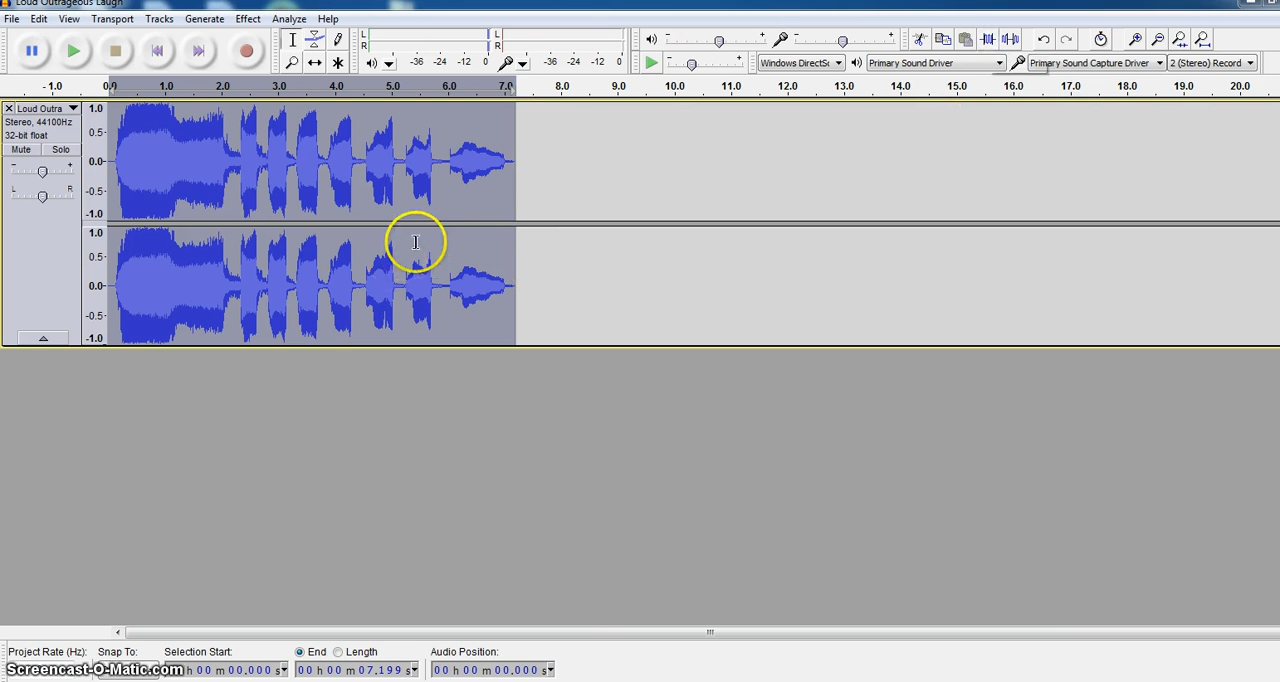 Loud Outrageous Laugh
File Edit View Transport Tracks Generate Effect Analyze Help
L R L R
-36 -24 -12 0 -36 -24 -12 0 Windows DirectSo Primary Sound Driver Primary Sound Capture Driver 2 (Stereo) Record
- 1.0 0.0 1.0 2.0 3.0 4.0 5.0 6.0 7.0 8.0 9.0 10.0 11.0 12.0 13.0 14.0 15.0 16.0 17.0 18.0 19.0 20.0
Loud Outra
Stereo, 44100Hz
32-bit float
Mute Solo
- +
L R
1.0
0.5-
0.0-
-0.5-
-1.0
1.0
0.5-
0.0-
-0.5-
-1.0
Project Rate (Hz): Snap To: Selection Start: End Length Audio Position:
Screencast-O-Matic.com h 00 m 00.000 s 00 h 00 m 07.199 s 00 h 00 m 00.000 s